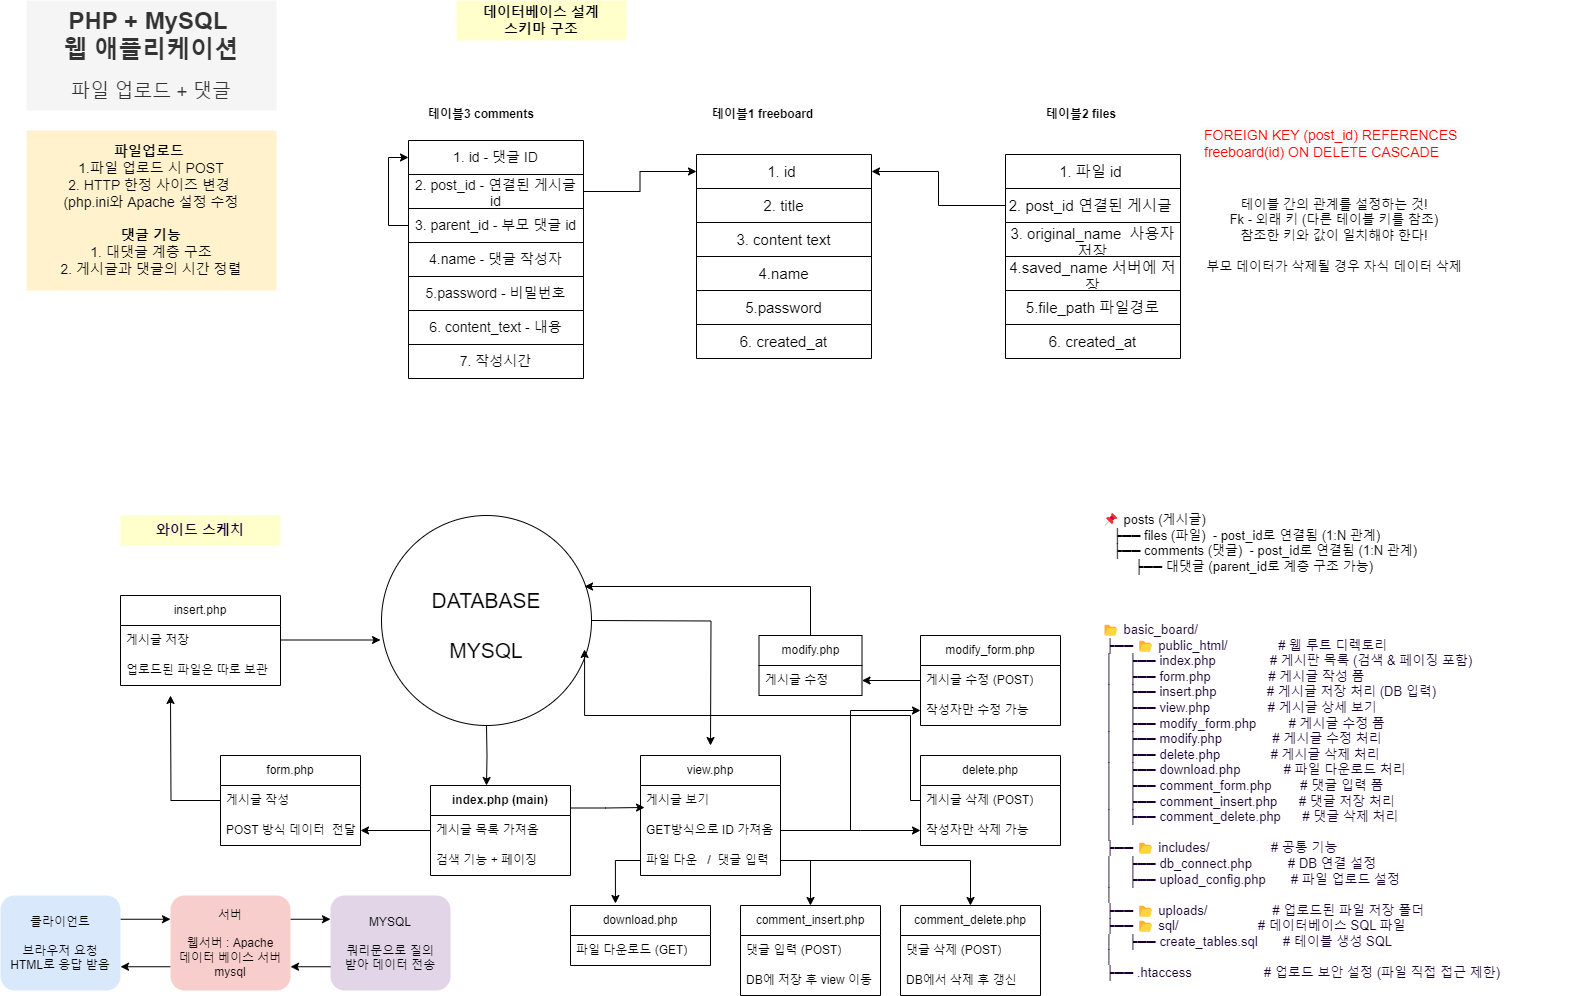 PHP + MySQL
웹 애플리케이션
파일 업로드 + 댓글
데이터베이스 설계
스키마 구조
파일업로드
1.파일 업로드 시 POST
2. HTTP 한정 사이즈 변경
(php.ini와 Apache 설정 수정
댓글 기능
1. 대댓글 계층 구조
2. 게시글과 댓글의 시간 정렬
테이블3 comments
1. id - 댓글 ID
2. post_id - 연결된 게시글
id
3. parent_id - 부모 댓글 id
4.name - 댓글 작성자
5.password - 비밀번호
6. content_text - 내용
7. 작성시간
테이블1 freeboard
1. id
2. title
3. content text
4.name
5.password
6. created_at
테이블2 files
1. 파일 id
2. post_id 연결된 게시글
3. original_name 사용자
저장
4.saved_name 서버에 저
장
5.file_path 파일경로
6. created_at
FOREIGN KEY (post_id) REFERENCES
freeboard(id) ON DELETE CASCADE
테이블 간의 관계를 설정하는 것!
Fk - 외래 키 (다른 테이블 키를 참조)
참조한 키와 값이 일치해야 한다!
부모 데이터가 삭제될 경우 자식 데이터 삭제
와이드 스케치
DATABASE
MYSQL
insert.php
게시글 저장
업로드된 파일은 따로 보관
form.php
게시글 작성
POST 방식 데이터 전달
index.php (main)
게시글 목록 가져옴
검색 기능 + 페이징
view.php
게시글 보기
GET방식으로 ID 가져옴
파일 다운 / 댓글 입력
modify.php
게시글 수정
modify_form.php
게시글 수정 (POST)
작성자만 수정 가능
delete.php
게시글 삭제 (POST)
작성자만 삭제 가능
download.php
파일 다운로드 (GET)
comment_insert.php
댓글 입력 (POST)
DB에 저장 후 view 이동
comment_delete.php
댓글 삭제 (POST)
DB에서 삭제 후 갱신
클라이언트
브라우저 요청
HTML로 응답 받음
서버
웹서버 : Apache
데이터 베이스 서버
mysql
MYSQL
쿼리문으로 질의
받아 데이터 전송
📌 posts (게시글)
├── files (파일) - post_id로 연결됨 (1:N 관계)
├── comments (댓글) - post_id로 연결됨 (1:N 관계)
├── 대댓글 (parent_id로 계층 구조 가능)
📂 basic_board/
├── 📂 public_html/ # 웹 루트 디렉토리
│ ├── index.php # 게시판 목록 (검색 & 페이징 포함)
│ ├── form.php # 게시글 작성 폼
│ ├── insert.php # 게시글 저장 처리 (DB 입력)
│ ├── view.php # 게시글 상세 보기
│ ├── modify_form.php # 게시글 수정 폼
│ ├── modify.php # 게시글 수정 처리
│ ├── delete.php # 게시글 삭제 처리
│ ├── download.php # 파일 다운로드 처리
│ ├── comment_form.php # 댓글 입력 폼
│ ├── comment_insert.php # 댓글 저장 처리
│ ├── comment_delete.php # 댓글 삭제 처리
├── 📂 includes/ # 공통 기능
│ ├── db_connect.php # DB 연결 설정
│ ├── upload_config.php # 파일 업로드 설정
├── 📂 uploads/ # 업로드된 파일 저장 폴더
├── 📂 sql/ # 데이터베이스 SQL 파일
│ ├── create_tables.sql # 테이블 생성 SQL
├── .htaccess # 업로드 보안 설정 (파일 직접 접근 제한)